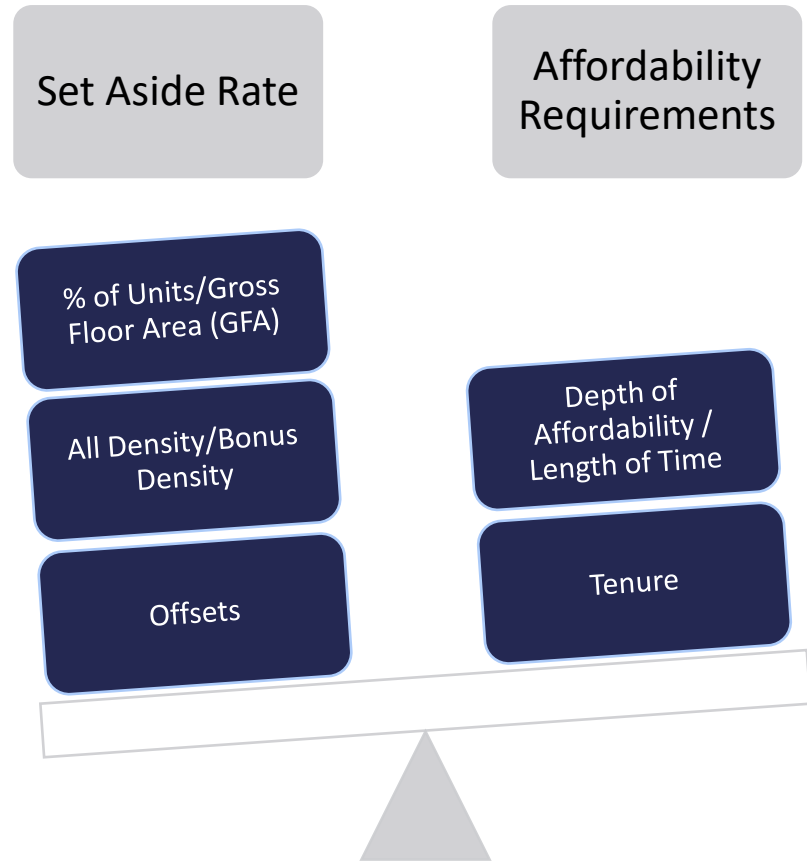 Set Aside Rate
Affordability
Requirements
% of Units/Gross
Floor Area (GFA)
All Density/Bonus
Density
Offsets
Depth of
Affordability /
Length of Time
Tenure